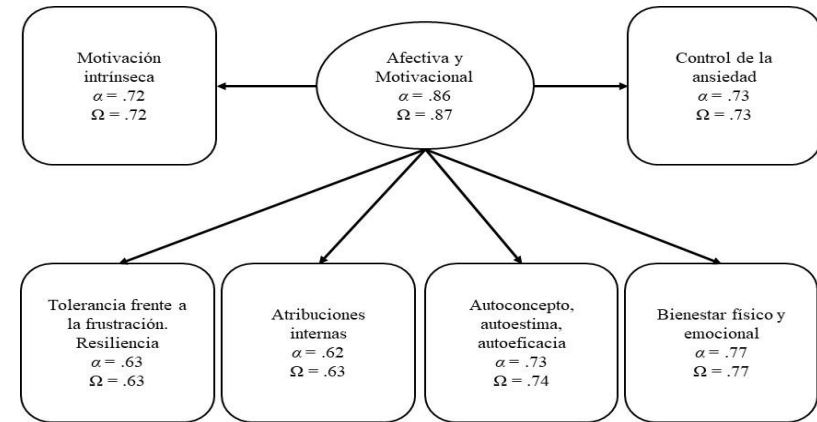 Motivación
intrínseca
α = .72
Ω = .72
Afectiva y
Motivacional
α = .86
Ω = .87
Control de la
ansiedad
α = .73
Ω = .73
Tolerancia frente a
la frustración.
Resiliencia
α = .63
Ω = .63
Atribuciones
internas
α = .62
Ω = .63
Autoconcepto,
autoestima,
autoeficacia
α = .73
Ω = .74
Bienestar físico y
emocional
α = .77
Ω = .77